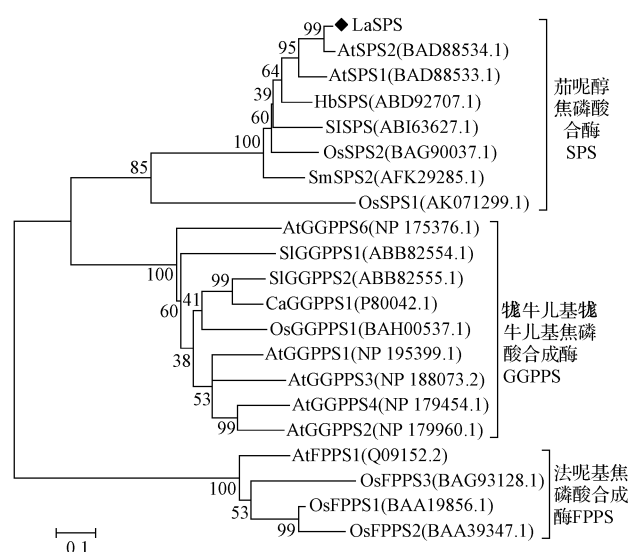 99
◆ LaSPS
95
AtSPS2(BAD88534.1)
64
AtSPS1(BAD88533.1)
39
HbSPS(ABD92707.1)
60
SlSPS(ABI63627.1)
100
OsSPS2(BAG90037.1)
85
SmSPS2(AFK29285.1)
OsSPS1(AK071299.1)
茄呢醇
焦磷酸
合酶
SPS
AtGGPPS6(NP 175376.1)
100
SlGGPPS1(ABB82554.1)
99
SlGGPPS2(ABB82555.1)
60
41
CaGGPPS1(P80042.1)
OsGGPPS1(BAH00537.1)
38
AtGGPPS1(NP 195399.1)
AtGGPPS3(NP 188073.2)
53
AtGGPPS4(NP 179454.1)
99
AtGGPPS2(NP 179960.1)
牻牛儿基牻
牛儿基焦磷
酸合成酶
GGPPS
AtFPPS1(Q09152.2)
100
OsFPPS3(BAG93128.1)
53
OsFPPS1(BAA19856.1)
99
OsFPPS2(BAA39347.1)
法呢基焦
磷酸合成
酶FPPS
0.1